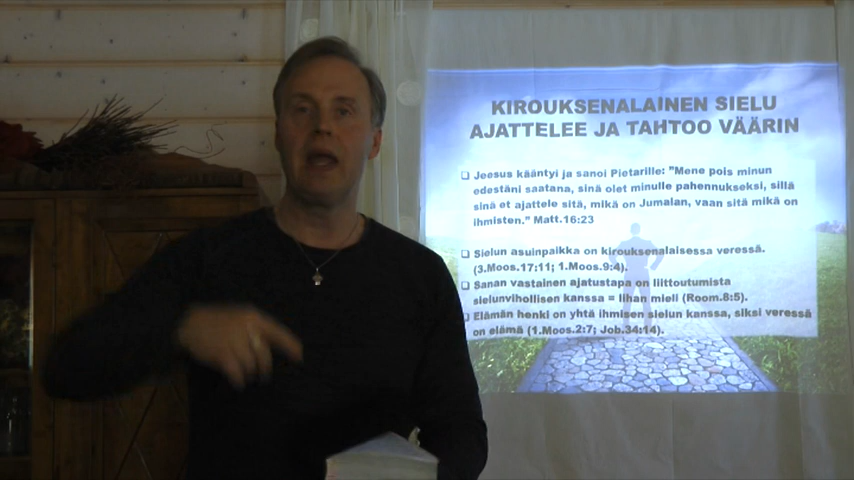 KIROUKSENALAINEN SIELU
AJATTELEE JA TAHTOO VÄÄRIN
❑ Jeesus kääntyi ja sanoi Pietarille: "Mene pois minun
edestäni saatana, sinä olet minulle pahennukseksi, sillä
sinä et ajattele sitä, mikä on Jumalan, vaan sitä mikä on
ihmisten." Matt.16:23
❑ Sielun asuinpaikka on kirouksenalaisessa veressä.
(3.Moos.17:11; 1.Moos.9:4).
❑ Sanan vastainen ajatustapa on liittoutumista
sielunvihollisen kanssa = lihan mieli (Room.8:5).
❑ Elämän henki on yhtä ihmisen sielun kanssa, siksi veressä
on elämä (1.Moos.2:7; Job.34:14).